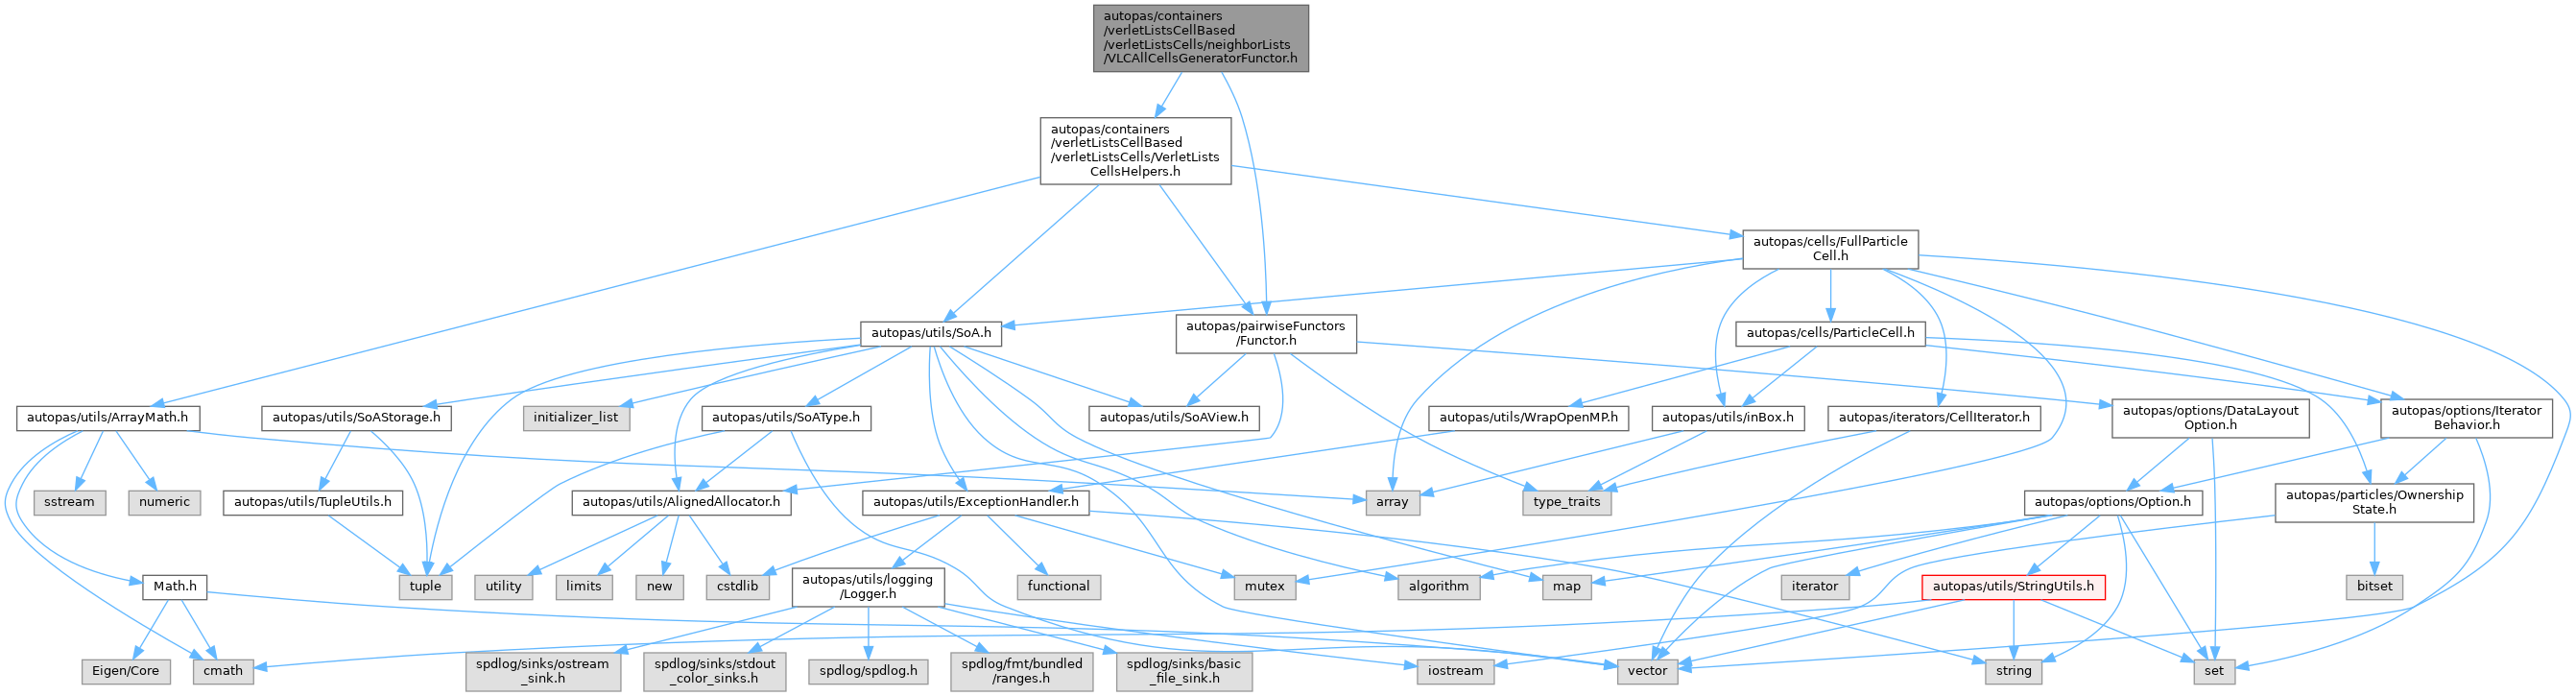 autopas/containers
/verletListsCellBased
/verletListsCells/neighborLists
/VLCAllCellsGeneratorFunctor.h
autopas/containers
/verletListsCellBased
/verletListsCells/VerletLists
CellsHelpers.h
autopas/cells/FullParticle
Cell.h
autopas/utils/SoA.h
autopas/pairwiseFunctors
/Functor.h
autopas/cells/ParticleCell.h
autopas/utils/ArrayMath.h
autopas/utils/SoAStorage.h
initializer_list
autopas/utils/SoAType.h
autopas/utils/SoAView.h
autopas/utils/WrapOpenMP.h
autopas/utils/inBox.h
autopas/iterators/CellIterator.h
autopas/options/DataLayout
Option.h
autopas/options/Iterator
Behavior.h
sstream
numeric
autopas/utils/TupleUtils.h
autopas/utils/AlignedAllocator.h
autopas/utils/ExceptionHandler.h
array
type_traits
autopas/options/Option.h
autopas/particles/Ownership
State.h
Math.h
tuple
utility
limits
new
cstdlib
autopas/utils/logging
/Logger.h
functional
mutex
algorithm
map
iterator
autopas/utils/StringUtils.h
bitset
Eigen/Core
cmath
spdlog/sinks/ostream
_sink.h
spdlog/sinks/stdout
_color_sinks.h
spdlog/spdlog.h
spdlog/fmt/bundled
/ranges.h
spdlog/sinks/basic
_file_sink.h
iostream
vector
string
set